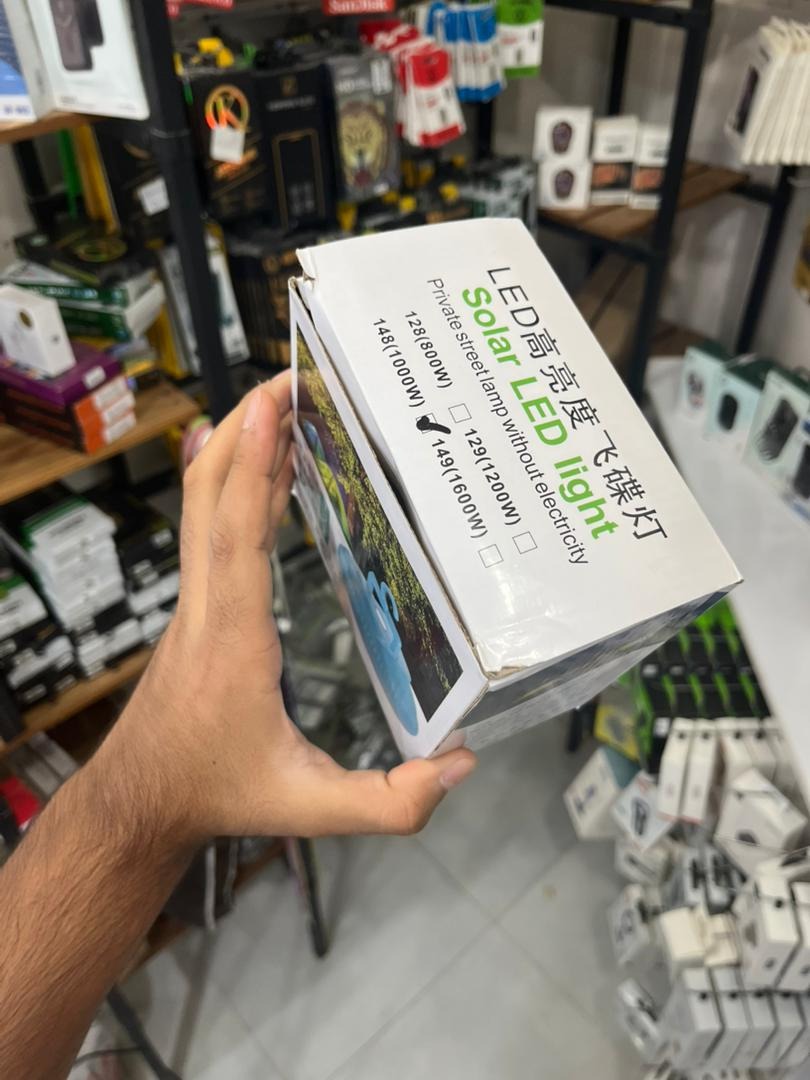 LED高亮度飞碟灯
Solar LED light
Private street lamp without electricity
128(800W) □ 129(1200W) □
148(1000W) ☑ 149(1600W) □
SanDisk